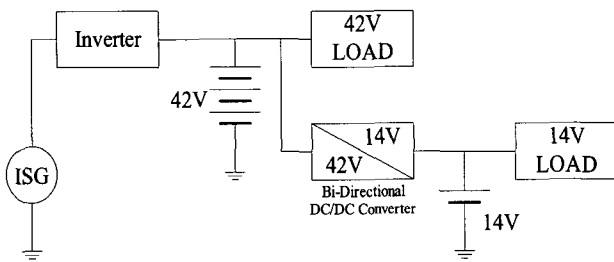 Inverter
42V
LOAD
42V
14V
42V
14V
LOAD
ISG
Bi-Directional
DC/DC Converter
14V